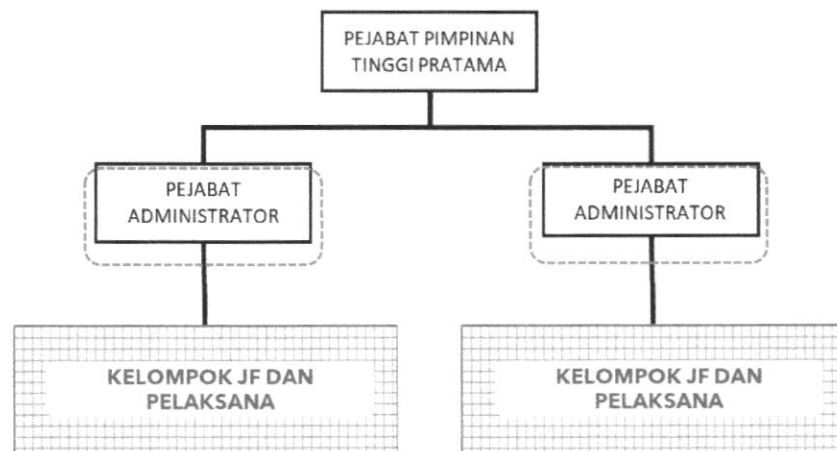 PEJABAT PIMPINAN
TINGGI PRATAMA
PEJABAT
ADMINISTRATOR
PEJABAT
ADMINISTRATOR
KELOMPOK JF DAN
PELAKSANA
KELOMPOK JF DAN
PELAKSANA